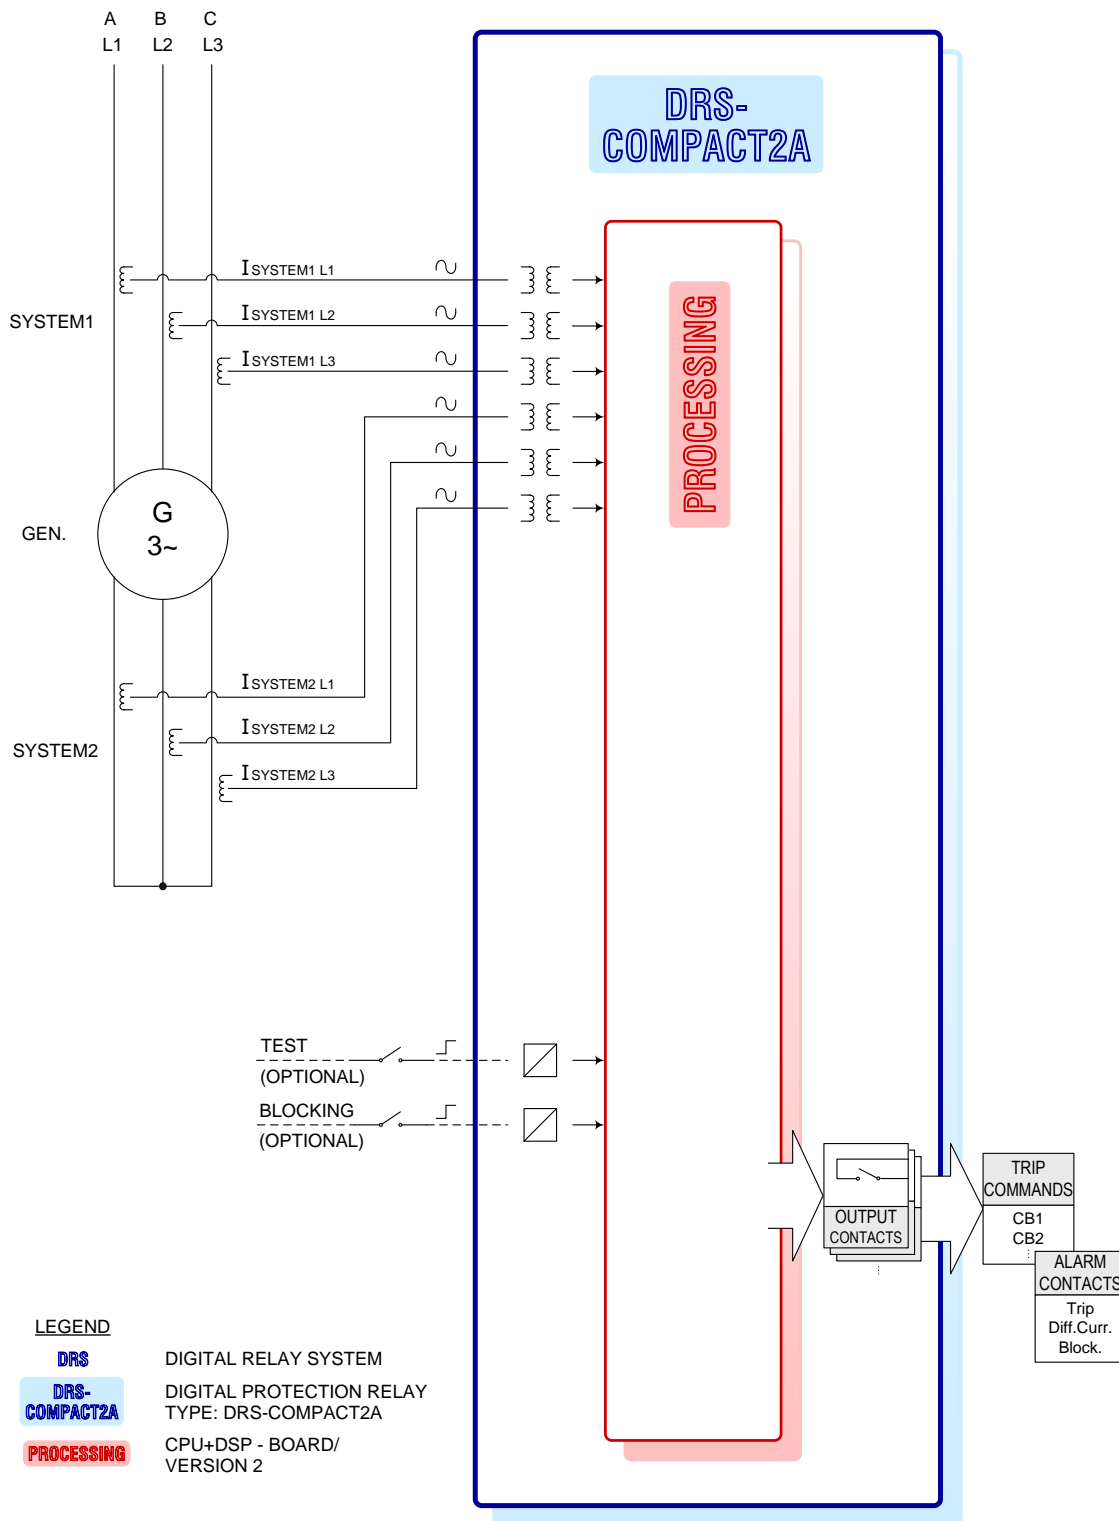 A B C
L1 L2 L3
DRS-
COMPACT2A
PROCESSING
SYSTEM1
I SYSTEM1 L1
I SYSTEM1 L2
I SYSTEM1 L3
GEN.
G
3~
SYSTEM2
I SYSTEM2 L1
I SYSTEM2 L2
I SYSTEM2 L3
TEST
(OPTIONAL)
BLOCKING
(OPTIONAL)
OUTPUT
CONTACTS
TRIP
COMMANDS
CB1
CB2
ALARM
CONTACTS
Trip
Diff.Curr.
Block.
LEGEND
DRS DIGITAL RELAY SYSTEM
DRS-
COMPACT2A
DIGITAL PROTECTION RELAY
TYPE: DRS-COMPACT2A
PROCESSING
CPU+DSP - BOARD/
VERSION 2